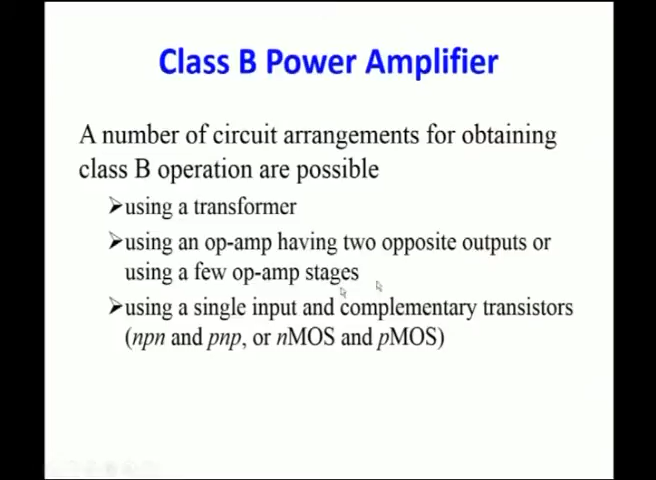 Class B Power Amplifier
A number of circuit arrangements for obtaining
class B operation are possible
➢using a transformer
➢using an op-amp having two opposite outputs or
using a few op-amp stages
➢using a single input and complementary transistors
(npn and pnp, or nMOS and pMOS)